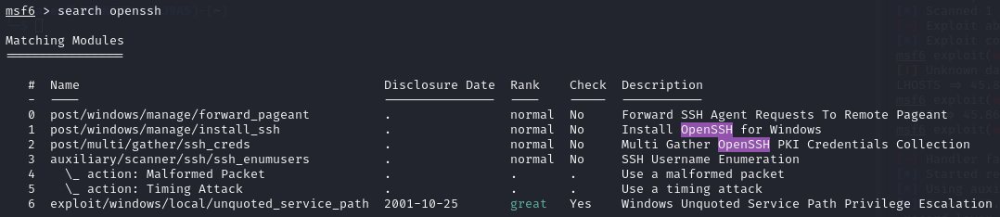 msf6 > search openssh
Matching Modules
================
# Name Disclosure Date Rank Check Description
- ---- --------------- ---- ----- -----------
0 post/windows/manage/forward_pageant . normal No Forward SSH Agent Requests To Remote Pageant
1 post/windows/manage/install_ssh . normal No Install OpenSSH for Windows
2 post/multi/gather/ssh_creds . normal No Multi Gather OpenSSH PKI Credentials Collection
3 auxiliary/scanner/ssh/ssh_enumusers . normal No SSH Username Enumeration
4 \_ action: Malformed Packet . . . Use a malformed packet
5 \_ action: Timing Attack . . . Use a timing attack
6 exploit/windows/local/unquoted_service_path 2001-10-25 great Yes Windows Unquoted Service Path Privilege Escalation